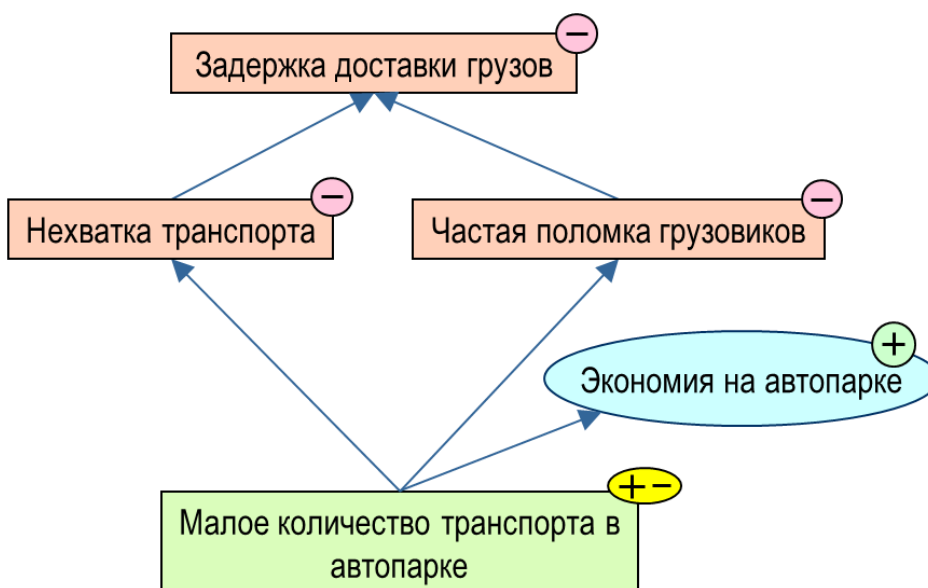 −
Задержка доставки грузов
−
Нехватка транспорта
−
Частая поломка грузовиков
+
Экономия на автопарке
+ −
Малое количество транспорта в
автопарке